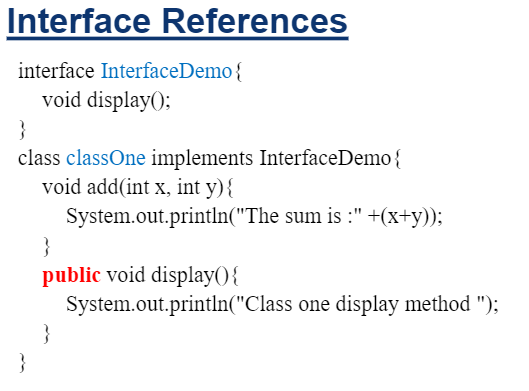 Interface References
interface InterfaceDemo{
void display();
}
class classOne implements InterfaceDemo{
void add(int x, int y){
System.out.println("The sum is :" +(x+y));
}
public void display(){
System.out.println("Class one display method ");
}
}